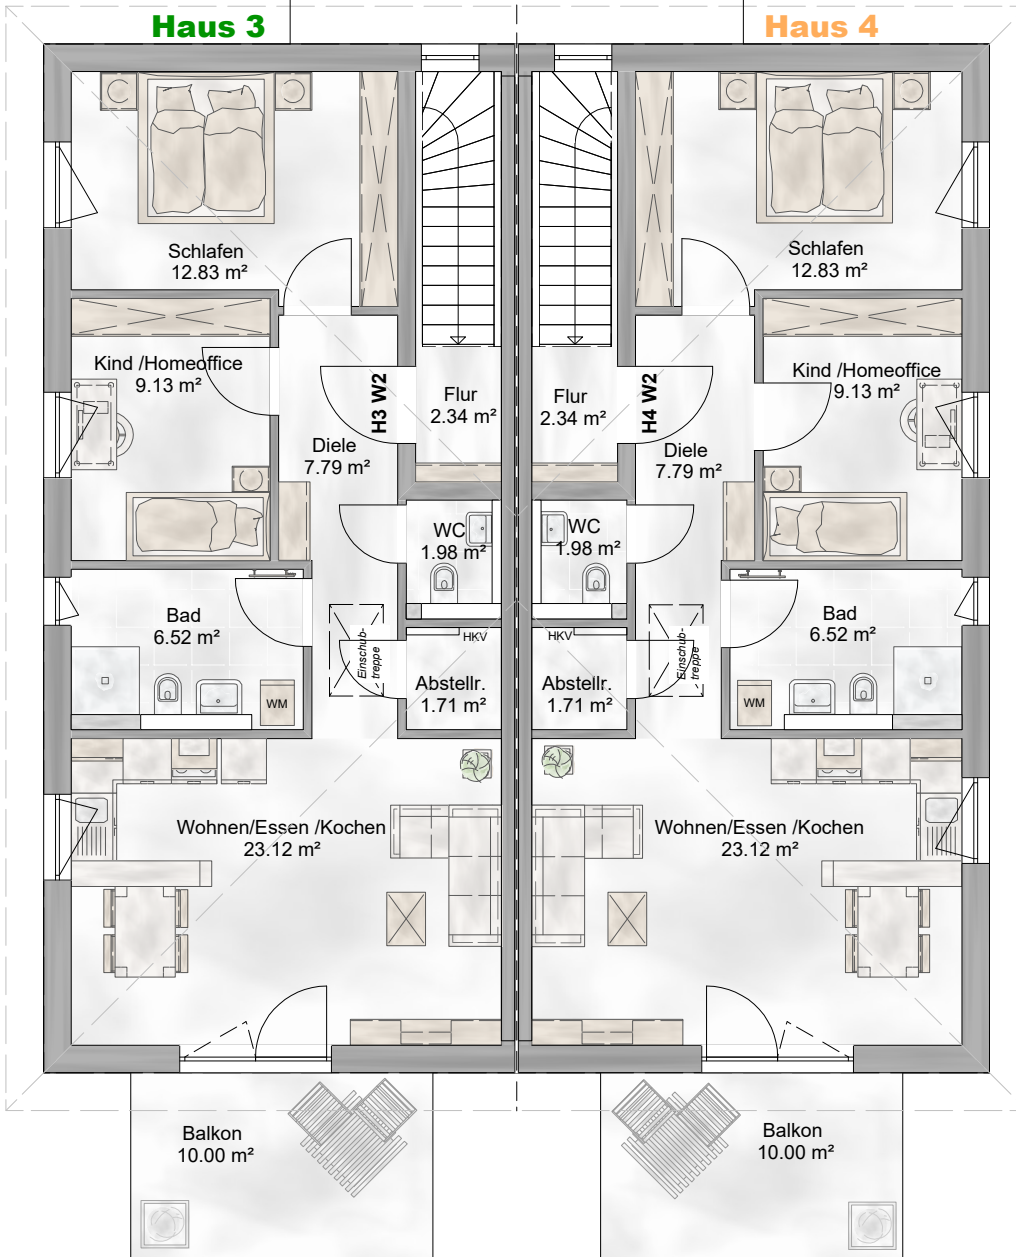 Haus 3
Haus 4
Schlafen
12.83 m²
Schlafen
12.83 m²
Kind /Homeoffice
9.13 m²
H3 W2
Flur
2.34 m²
Flur
2.34 m²
H4 W2
Kind /Homeoffice
9.13 m²
Diele
7.79 m²
Diele
7.79 m²
WC
1.98 m²
WC
1.98 m²
Bad
6.52 m²
Einschub-
treppe
HKV
HKV
Einschub-
treppe
Bad
6.52 m²
Abstellr.
1.71 m²
Abstellr.
1.71 m²
WM
WM
Wohnen/Essen /Kochen
23.12 m²
Wohnen/Essen /Kochen
23.12 m²
Balkon
10.00 m²
Balkon
10.00 m²